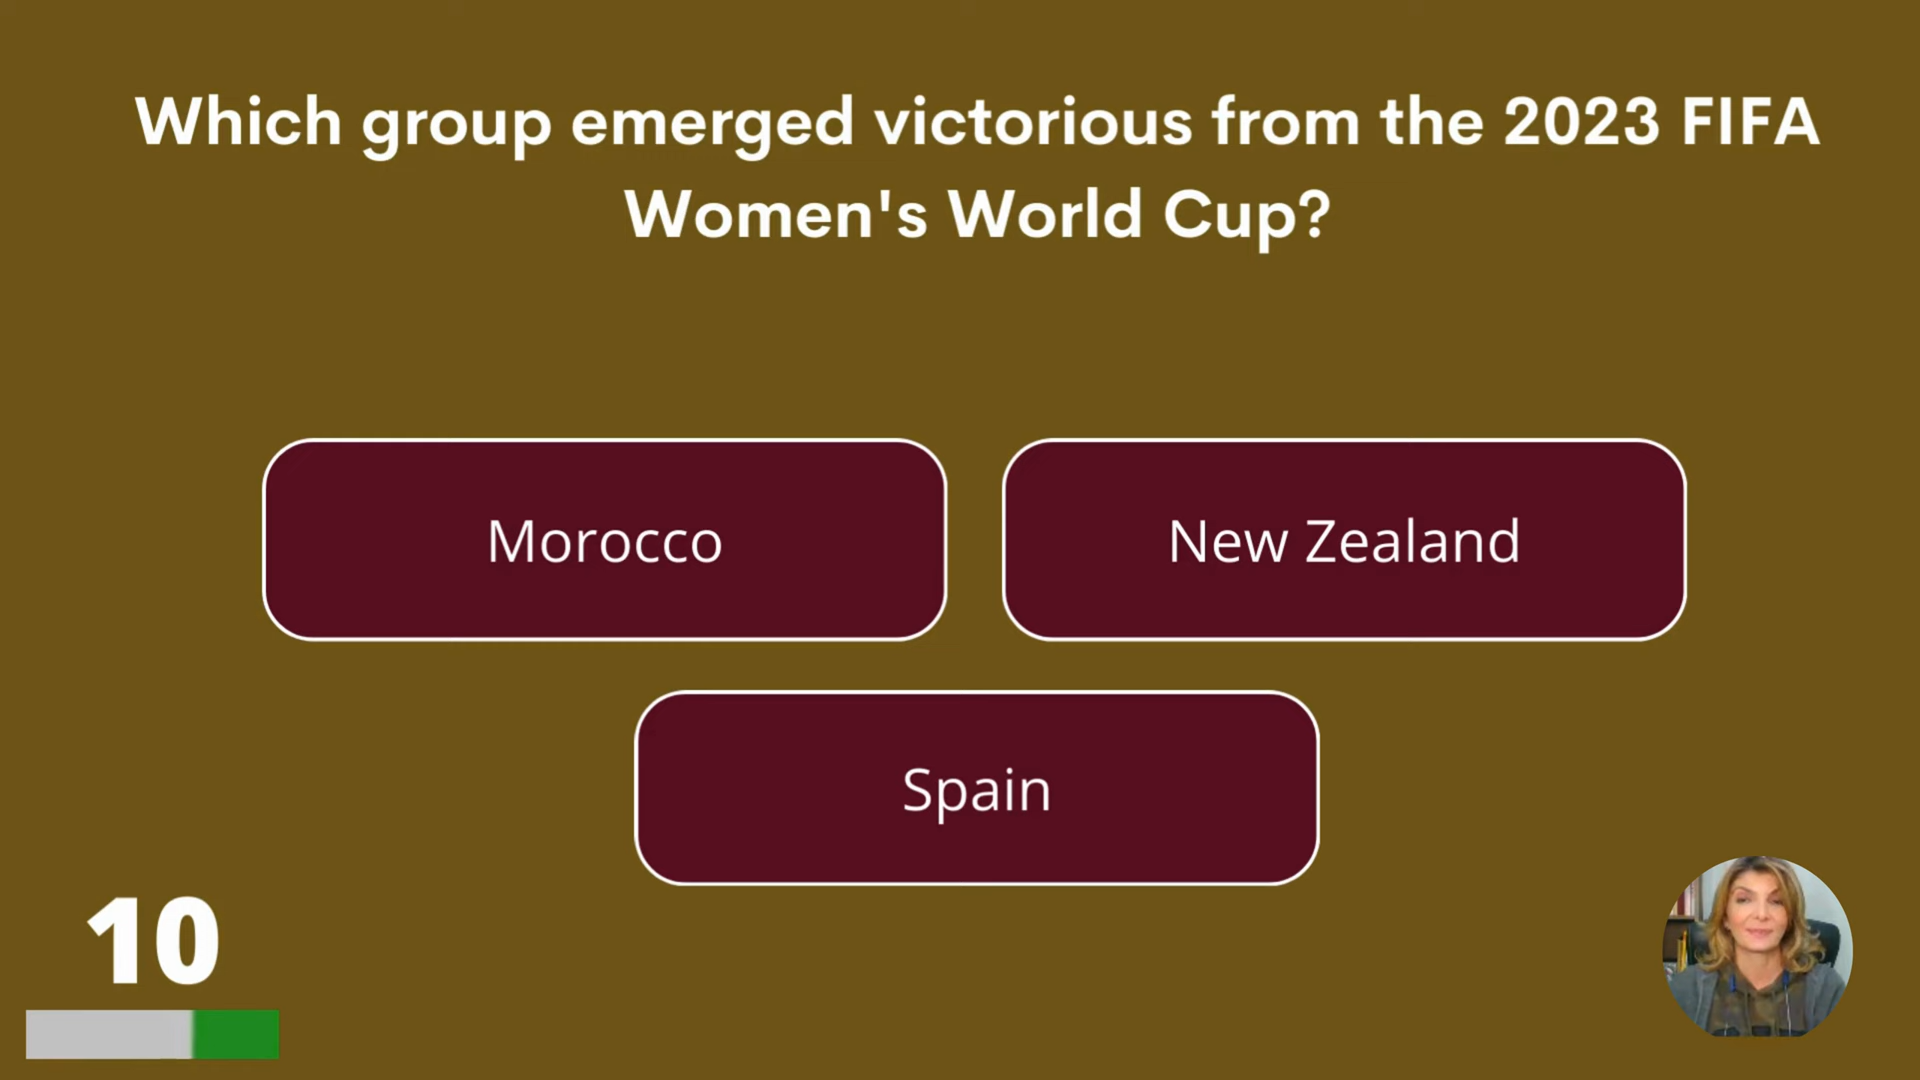 Which group emerged victorious from the 2023 FIFA
Women's World Cup?
Morocco
New Zealand
Spain
10